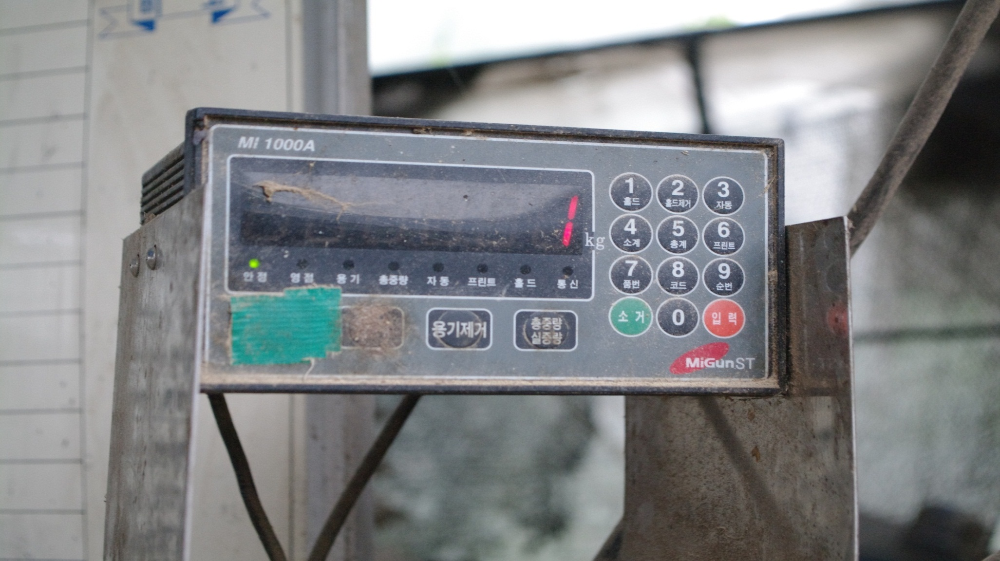 MI 1000A
1
kg
안정 영점 용기 총중량 자동 프린트 홀드 통신
용기제거
총중량
실중량
1 2 3
홀드 홀드제거 자동
4 5 6
소계 총계 프린트
7 8 9
품번 코드 순번
소거 0 입력
MiGunST